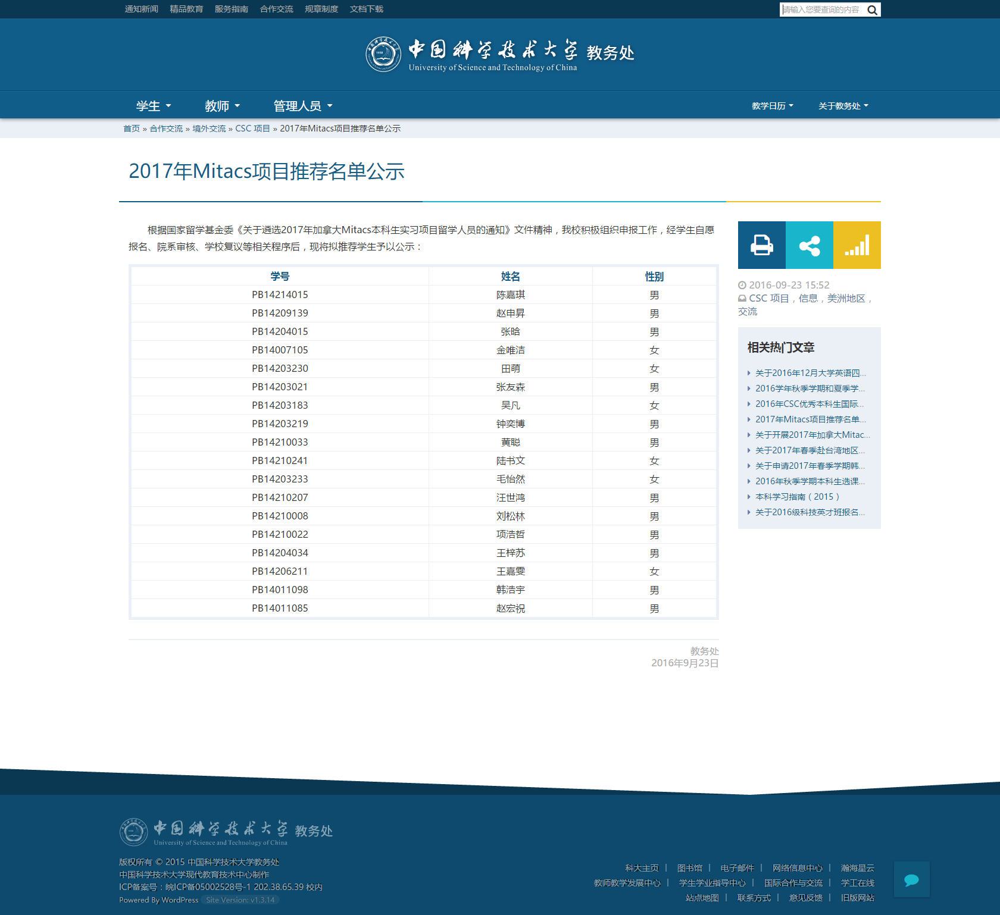 通知新闻 精品教育 服务指南 合作交流 规章制度 文档下载 请输入您要查询的内容
中国科学技术大学 教务处
University of Science and Technology of China
学生 教师 管理人员 教学日历 关于教务处
首页 » 合作交流 » 境外交流 » CSC 项目 » 2017年Mitacs项目推荐名单公示
2017年Mitacs项目推荐名单公示
根据国家留学基金委《关于遴选2017年加拿大Mitacs本科生实习项目留学人员的通知》文件精神，我校积极组织申报工作，经学生自愿
报名、院系审核、学校复议等相关程序后，现将拟推荐学生予以公示：
学号 姓名 性别
PB14214015 陈嘉琪 男
PB14209139 赵申昇 男
PB14204015 张晗 男
PB14007105 金唯洁 女
PB14203230 田萌 女
PB14203021 张友森 男
PB14203183 吴凡 女
PB14203219 钟奕博 男
PB14210033 黄聪 男
PB14210241 陆书文 女
PB14203233 毛怡然 女
PB14210207 汪世鸿 男
PB14210008 刘松林 男
PB14210022 项浩哲 男
PB14204034 王梓苏 男
PB14206211 王嘉雯 女
PB14011098 韩浩宇 男
PB14011085 赵宏祝 男
教务处
2016年9月23日
2016-09-23 15:52
CSC 项目，信息，美洲地区，
交流
相关热门文章
关于2016年12月大学英语四...
2016学年秋季学期和夏季学...
2016年CSC优秀本科生国际...
2017年Mitacs项目推荐名单...
关于开展2017年加拿大Mitac...
关于2017年春季赴台湾地区...
关于申请2017年春季学期韩...
2016年秋季学期本科生选课...
本科学习指南（2015）
关于2016级科技英才班报名...
中国科学技术大学 教务处
University of Science and Technology of China
版权所有 © 2015 中国科学技术大学教务处
中国科学技术大学现代教育技术中心制作
ICP备案号：皖ICP备05002528号-1 202.38.65.39 校内
Powered By WordPress Site Version: v1.3.14
科大主页 | 图书馆 | 电子邮件 | 网络信息中心 | 瀚海星云
教师教学发展中心 | 学生学业指导中心 | 国际合作与交流 | 学工在线
站点地图 | 联系方式 | 意见反馈 | 旧版网站